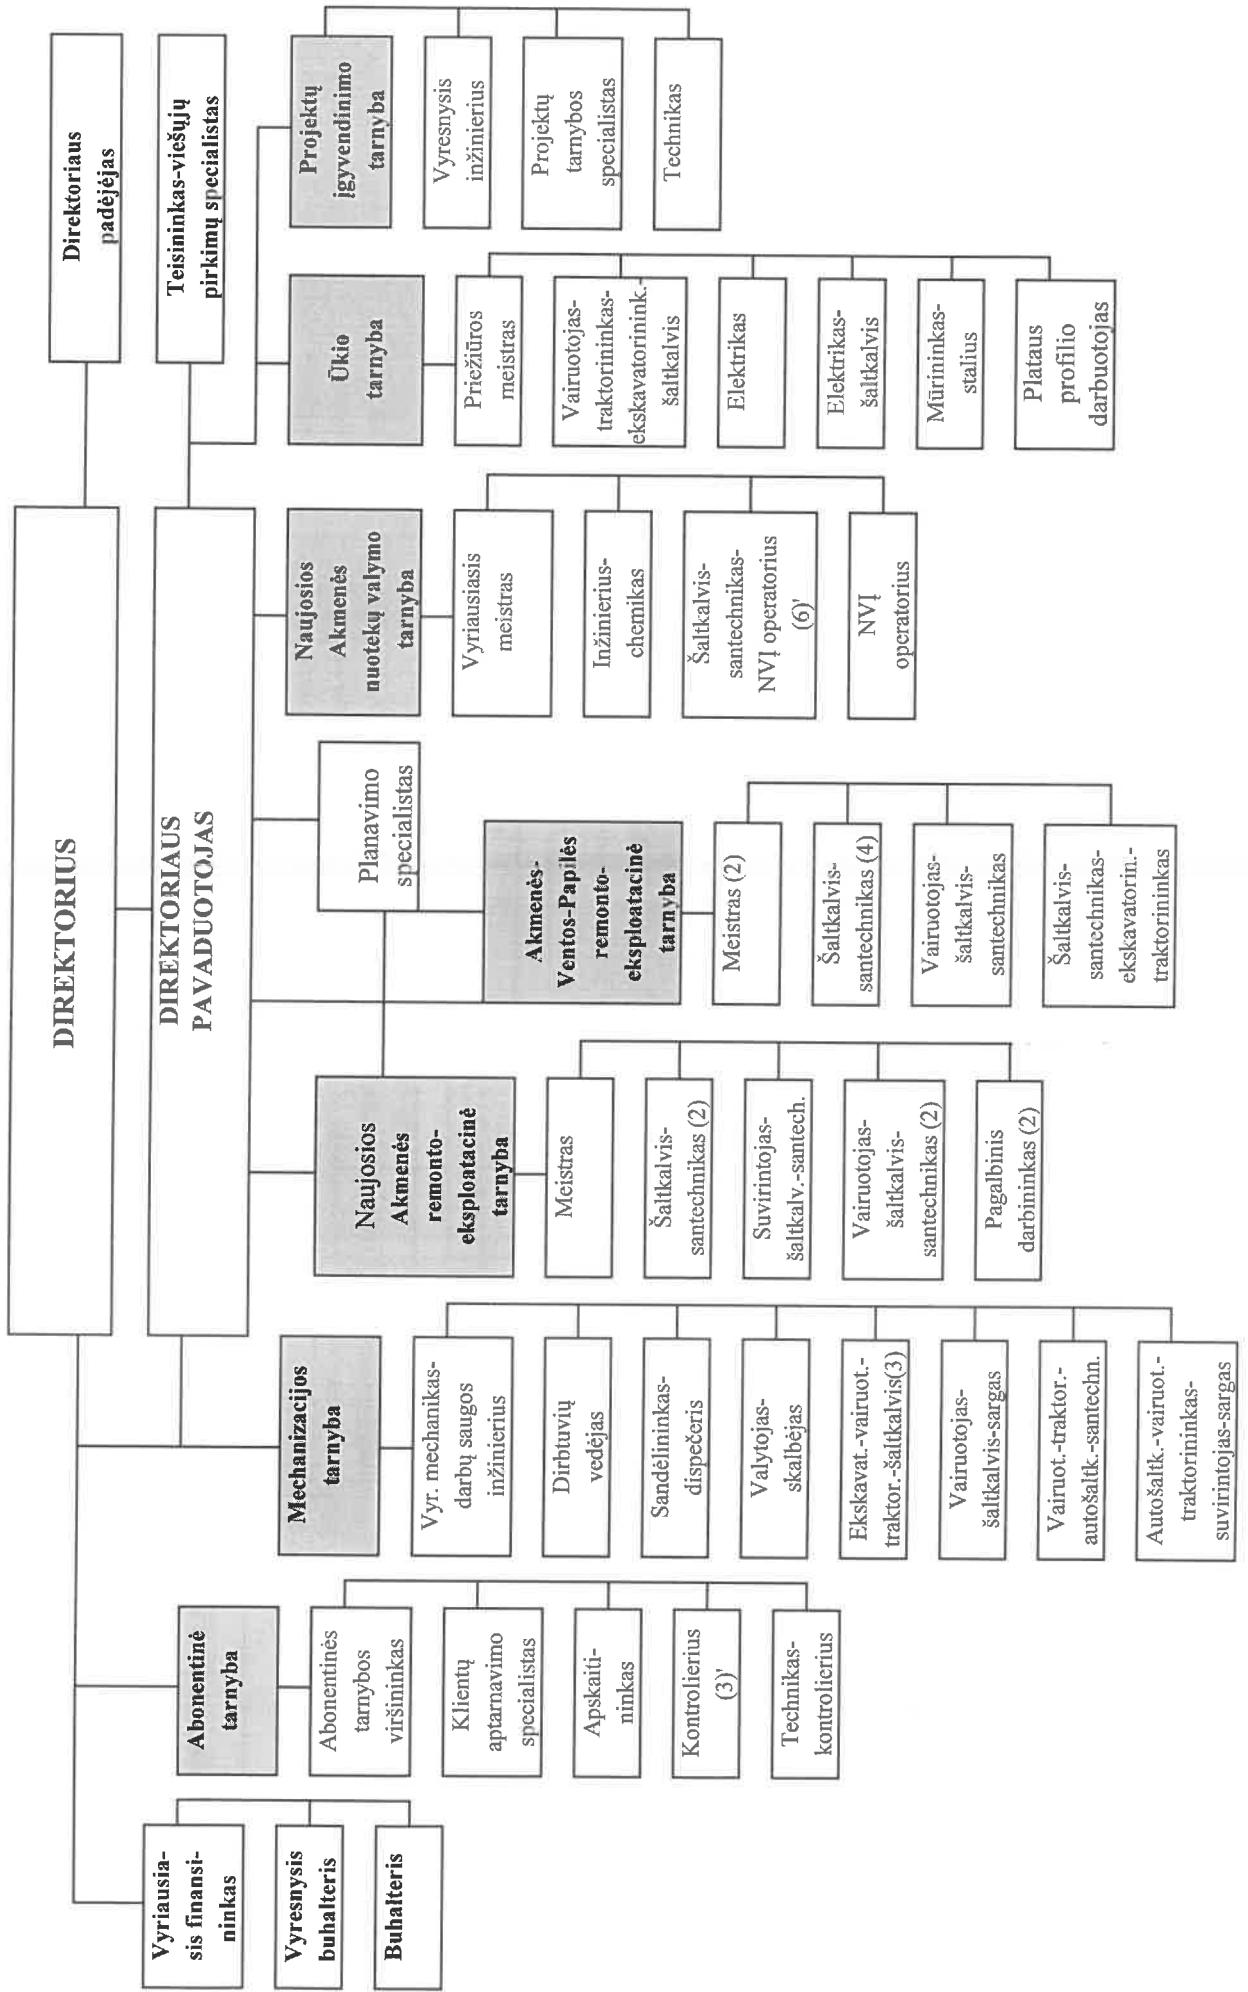 DIREKTORIUS
Direktoriaus
padėjėjas
DIREKTORIAUS
PAVADUOTOJAS
Teisininkas-viešųjų
pirkimų specialistas
Vyriausia-
sis finansi-
ninkas
Vyresnysis
buhalteris
Buhalteris
Abonentinė
tarnyba
Abonentinės
tarnybos
viršininkas
Klientų
aptarnavimo
specialistas
Apskaiti-
ninkas
Kontrolierius
(3)'
Technikas-
kontrolierius
Mechanizacijos
tarnyba
Vyr. mechanikas-
darbų saugos
inžinierius
Dirbtuvių
vedėjas
Sandėlininkas-
dispečeris
Valytojas-
skalbėjas
Ekskavat.-vairuot.-
traktor.-šaltkalvis(3)
Vairuotojas-
šaltkalvis-sargas
Vairuot.-traktor.-
autošaltk.-santechn.
Autošaltk.-vairuot.-
traktorininkas-
suvirintojas-sargas
Naujosios
Akmenės
remonto-
eksploatacinė
tarnyba
Meistras
Šaltkalvis-
santechnikas (2)
Suvirintojas-
šaltkalv.-santech.
Vairuotojas-
šaltkalvis-
santechnikas (2)
Pagalbinis
darbininkas (2)
Planavimo
specialistas
Akmenės-
Ventos-Papilės
remonto-
eksploatacinė
tarnyba
Meistras (2)
Šaltkalvis-
santechnikas (4)
Vairuotojas-
šaltkalvis-
santechnikas
Šaltkalvis-
santechnikas-
ekskavatorin.-
traktorininkas
Naujosios
Akmenės
nuotekų valymo
tarnyba
Vyriausiasis
meistras
Inžinierius-
chemikas
Šaltkalvis-
santechnikas-
NVĮ operatorius
(6)'
NVĮ
operatorius
Ūkio
tarnyba
Priežiūros
meistras
Vairuotojas-
traktorininkas-
ekskavatorinink.-
šaltkalvis
Elektrikas
Elektrikas-
šaltkalvis
Mūrininkas-
stalius
Plataus
profilio
darbuotojas
Projektų
įgyvendinimo
tarnyba
Vyresnysis
inžinierius
Projektų
tarnybos
specialistas
Technikas